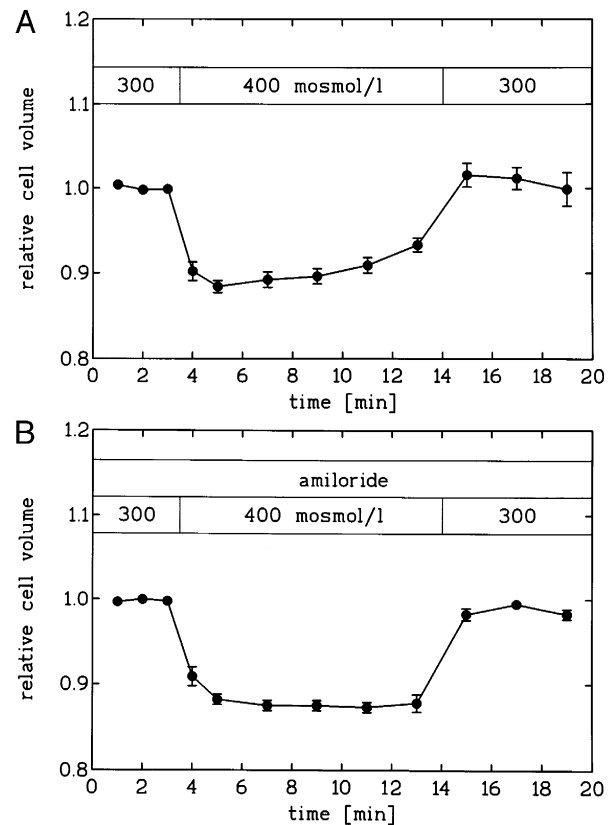 A
1.2
300 400 mosmol/l 300
1.1
relative cell volume
1.0
0.9
0.8
0 2 4 6 8 10 12 14 16 18 20
time [min]
B
1.2
amiloride
300 400 mosmol/l 300
1.1
relative cell volume
1.0
0.9
0.8
0 2 4 6 8 10 12 14 16 18 20
time [min]